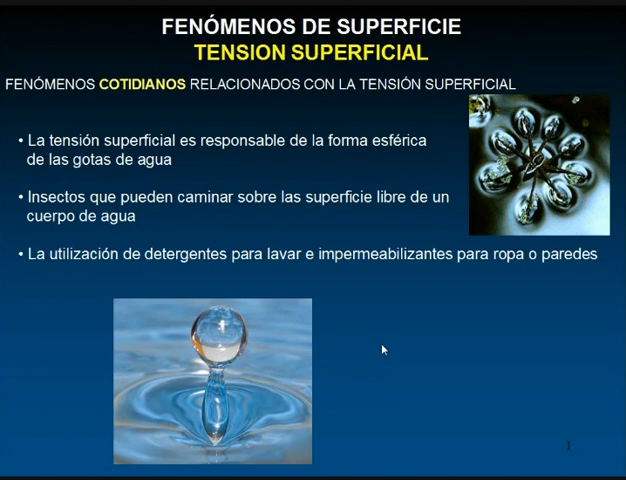 FENÓMENOS DE SUPERFICIE
TENSION SUPERFICIAL
FENÓMENOS COTIDIANOS RELACIONADOS CON LA TENSIÓN SUPERFICIAL
• La tensión superficial es responsable de la forma esférica
de las gotas de agua
• Insectos que pueden caminar sobre las superficie libre de un
cuerpo de agua
• La utilización de detergentes para lavar e impermeabilizantes para ropa o paredes
1